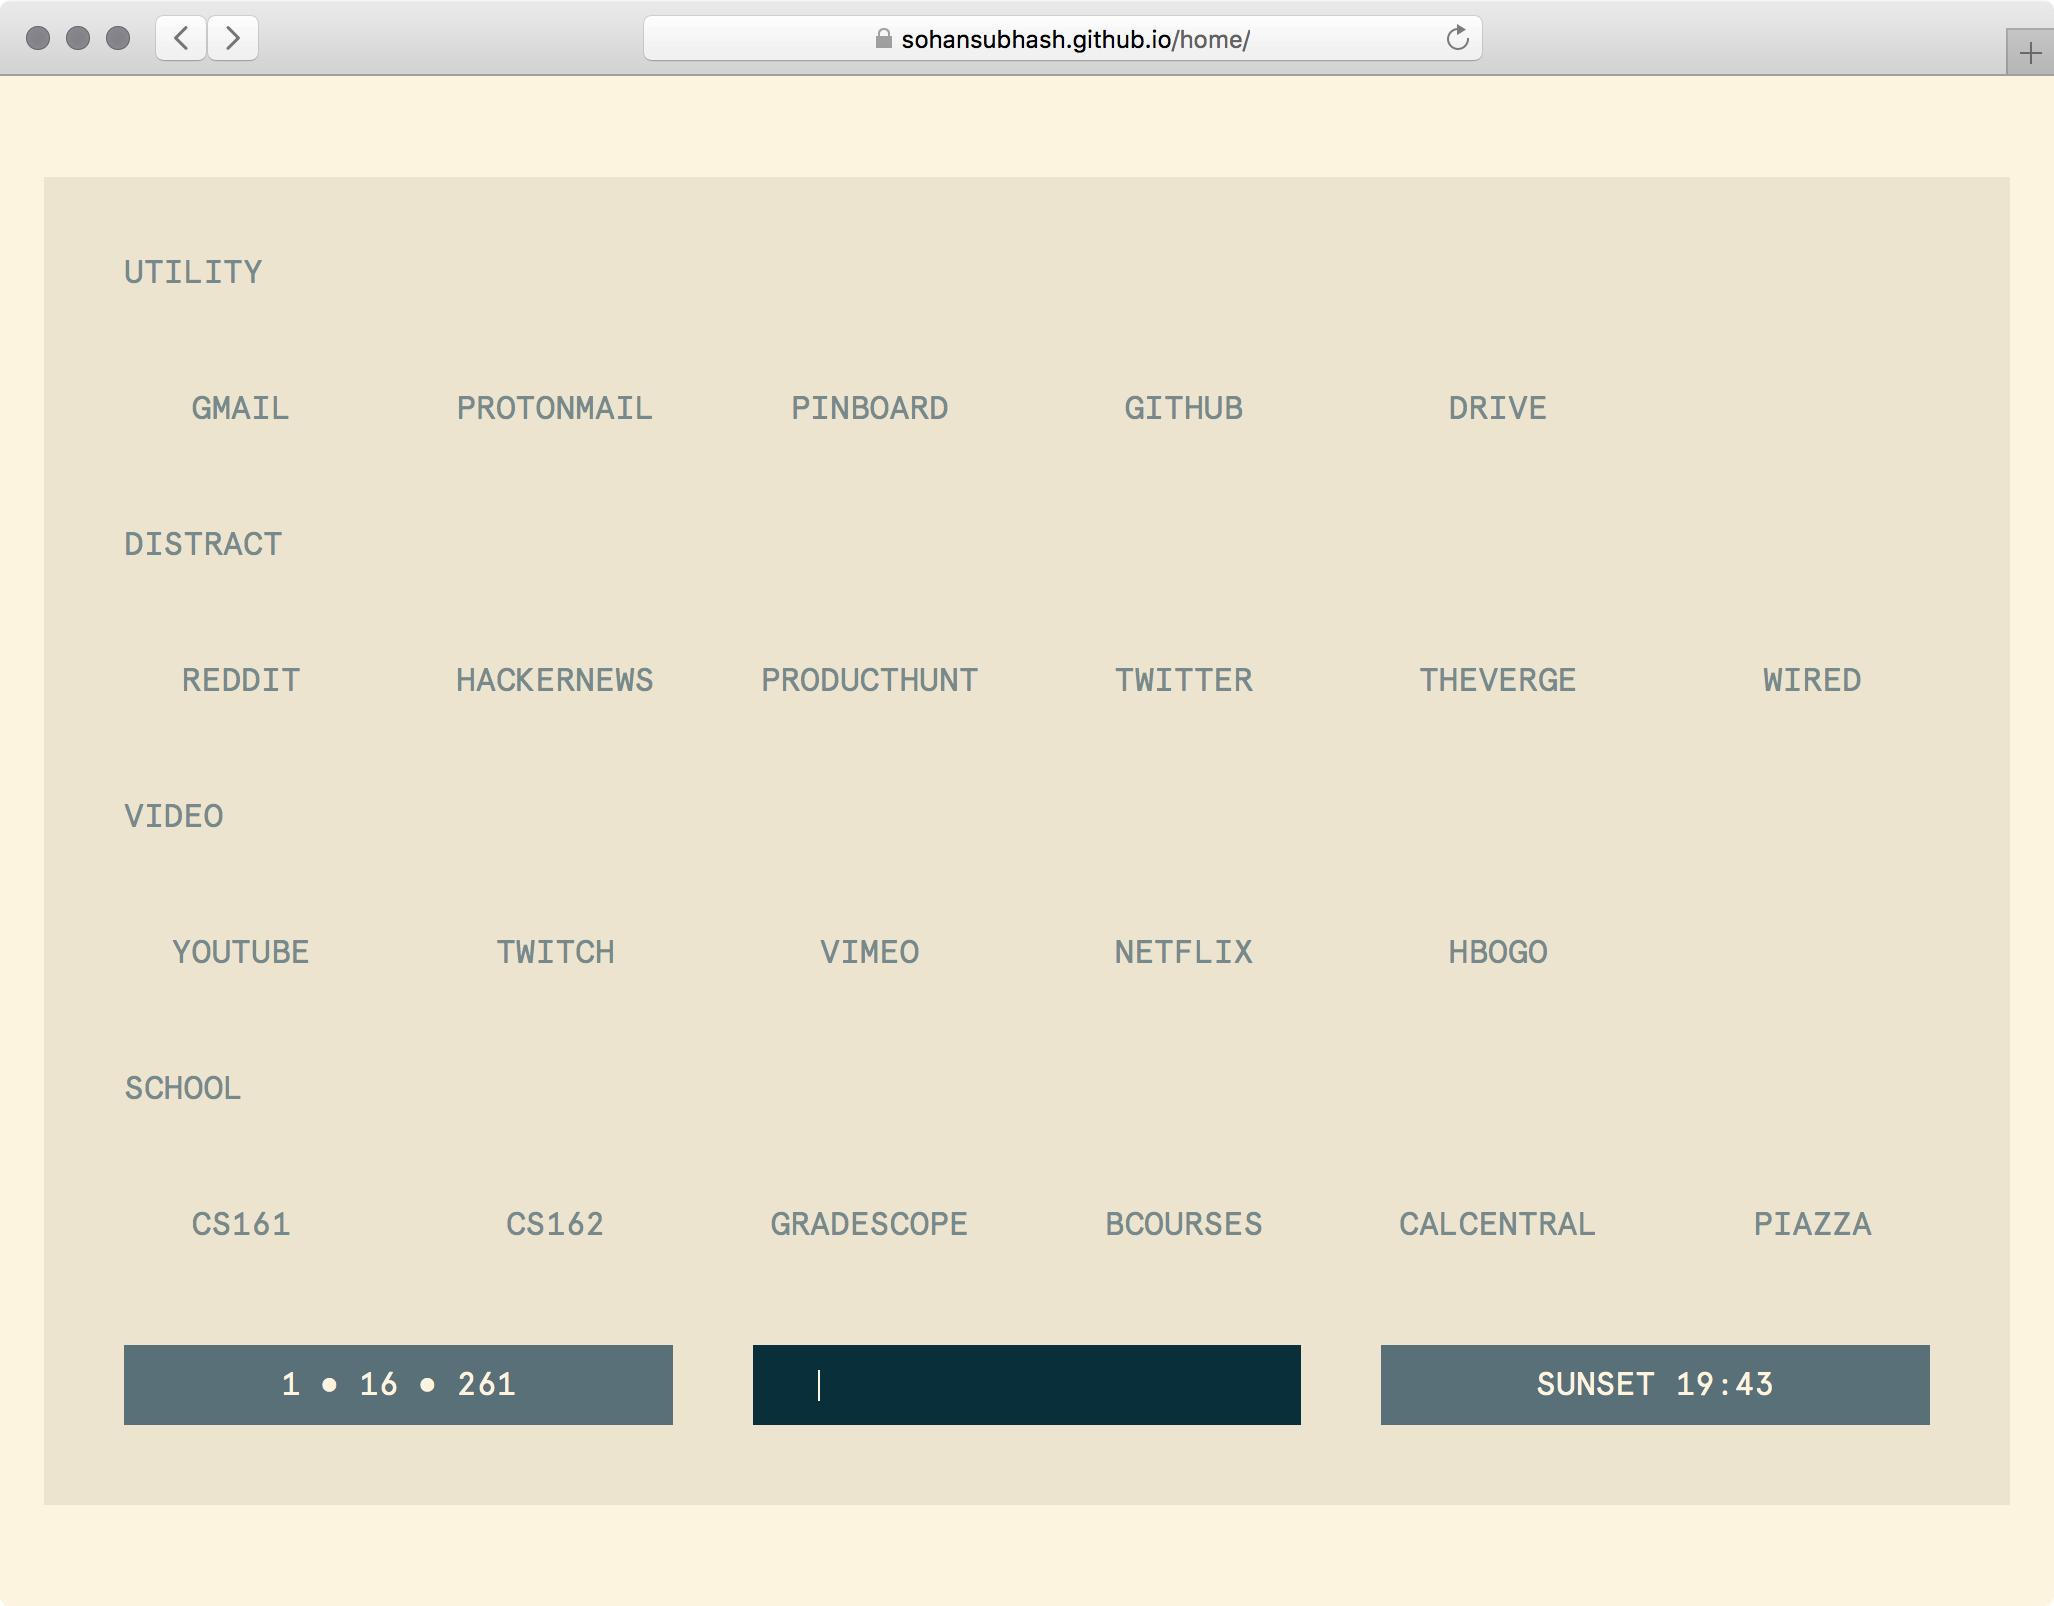 sohansubhash.github.io/home/
UTILITY
GMAIL PROTONMAIL PINBOARD GITHUB DRIVE
DISTRACT
REDDIT HACKERNEWS PRODUCTHUNT TWITTER THEVERGE WIRED
VIDEO
YOUTUBE TWITCH VIMEO NETFLIX HBOGO
SCHOOL
CS161 CS162 GRADESCOPE BCOURSES CALCENTRAL PIAZZA
1 • 16 • 261 SUNSET 19:43